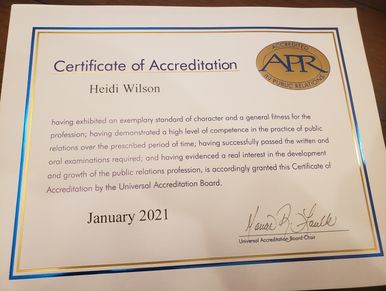 Certificate of Accreditation
ACCREDITED
APR
IN PUBLIC RELATIONS
Heidi Wilson
having exhibited an exemplary standard of character and a general fitness for the
profession; having demonstrated a high level of competence in the practice of public
relations over the prescribed period of time; having successfully passed the written and
oral examinations required; and having evidenced a real interest in the development
and growth of the public relations profession, is accordingly granted this Certificate of
Accreditation by the Universal Accreditation Board.
January 2021
Universal Accreditation Board Chair